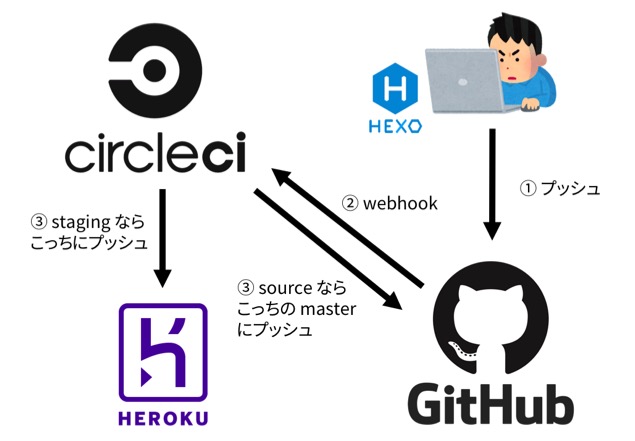 circleci
HEXO
① プッシュ
② webhook
③ staging なら
こっちにプッシュ
③ source なら
こっちの master
にプッシュ
HEROKU
GitHub